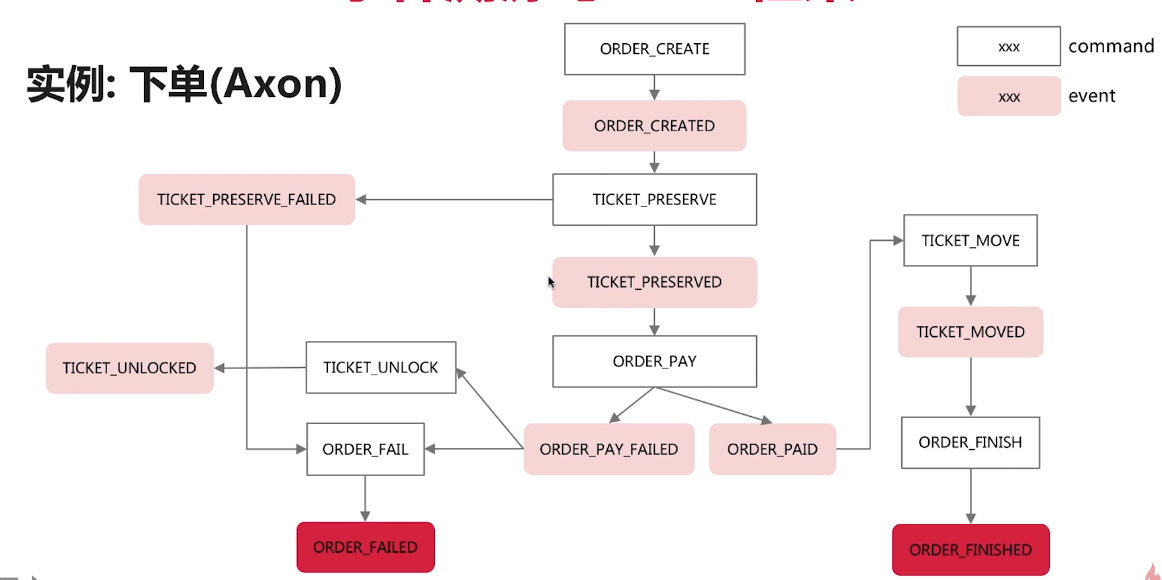 实例: 下单(Axon)
ORDER_CREATE
xxx
command
ORDER_CREATED
xxx
event
TICKET_PRESERVE_FAILED
TICKET_PRESERVE
TICKET_MOVE
TICKET_PRESERVED
TICKET_MOVED
TICKET_UNLOCKED
TICKET_UNLOCK
ORDER_PAY
ORDER_FAIL
ORDER_PAY_FAILED
ORDER_PAID
ORDER_FINISH
ORDER_FAILED
ORDER_FINISHED